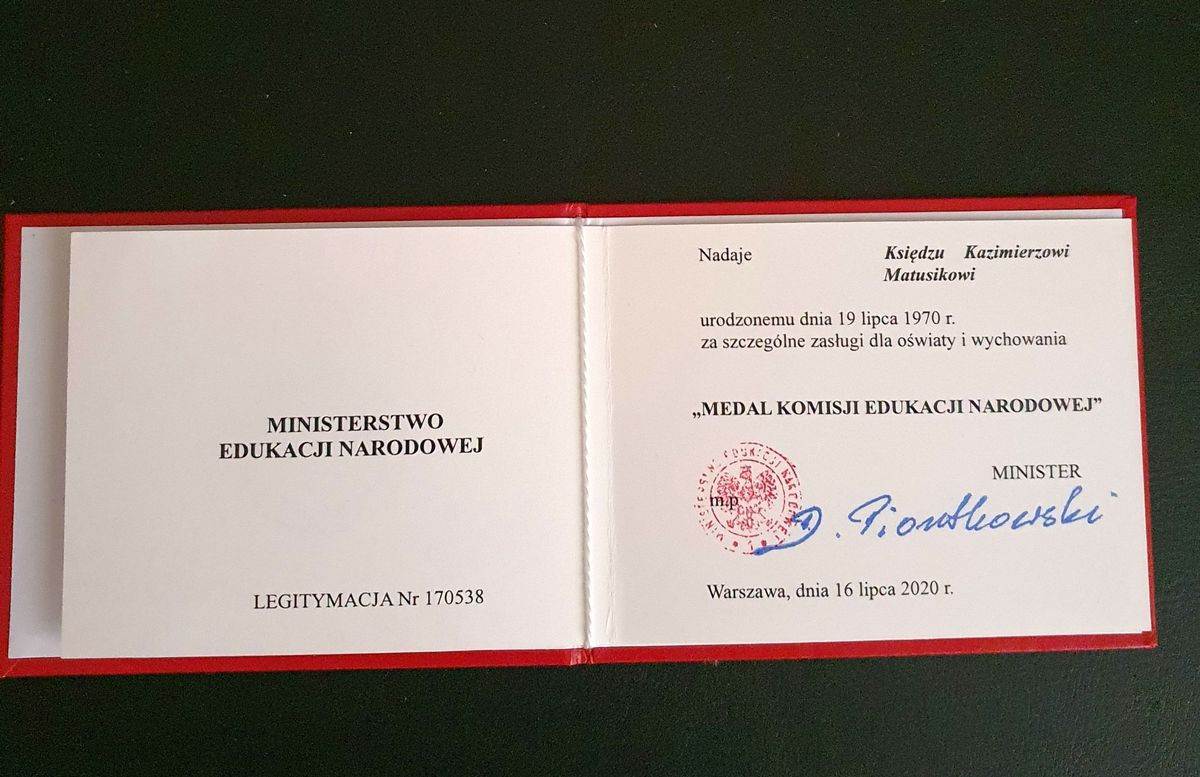 MINISTERSTWO
EDUKACJI NARODOWEJ
LEGITYMACJA Nr 170538
Nadaje Księdzu Kazimierzowi
Matusikowi
urodzonemu dnia 19 lipca 1970 r.
za szczególne zasługi dla oświaty i wychowania
„MEDAL KOMISJI EDUKACJI NARODOWEJ”
MINISTER
m.p
D. Piontkowski
Warszawa, dnia 16 lipca 2020 r.